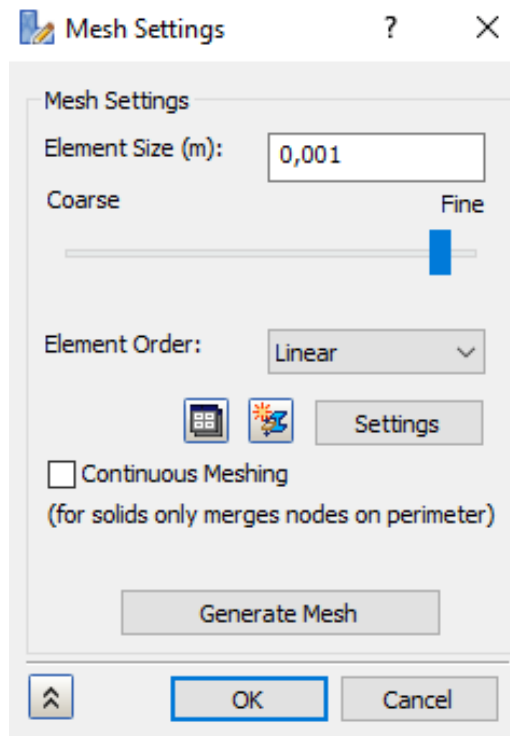 Mesh Settings ?
Mesh Settings
Element Size (m): 0,001
Coarse Fine
Element Order: Linear
Settings
Continuous Meshing
(for solids only merges nodes on perimeter)
Generate Mesh
OK Cancel